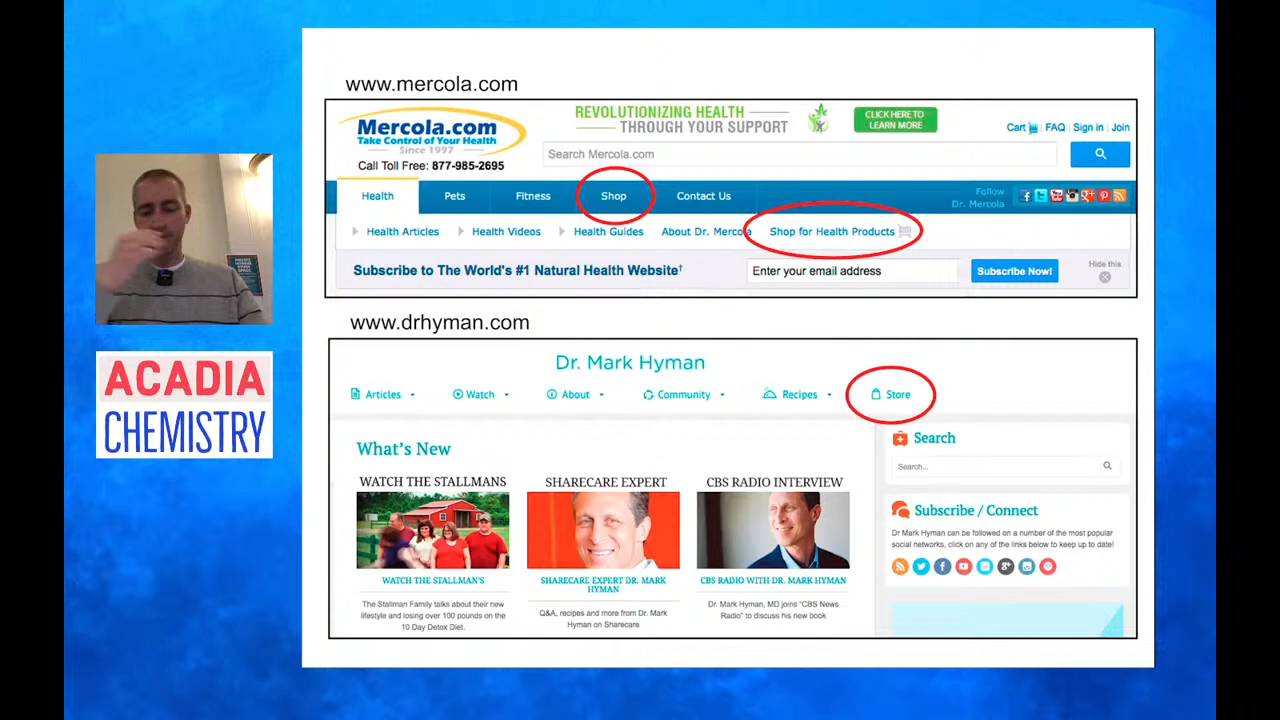 www.mercola.com
REVOLUTIONIZING HEALTH
THROUGH YOUR SUPPORT
CLICK HERE TO
LEARN MORE
Mercola.com
Take Control of Your Health
Since 1997
Call Toll Free: 877-985-2695
Search Mercola.com
Cart FAQ Sign in Join
Health Pets Fitness Shop Contact Us
Follow
Dr. Mercola
Health Articles Health Videos Health Guides About Dr. Mercola Shop for Health Products
Subscribe to The World's #1 Natural Health Website†
Enter your email address
Subscribe Now!
Hide this
www.drhyman.com
Dr. Mark Hyman
Articles Watch About Community Recipes Store
What's New
WATCH THE STALLMANS
WATCH THE STALLMAN'S
The Stallman Family talks about their new
lifestyle and losing over 100 pounds on the
10 Day Detox Diet.
SHARECARE EXPERT
SHARECARE EXPERT DR. MARK
HYMAN
Q&A, recipes and more from Dr. Mark
Hyman on Sharecare
CBS RADIO INTERVIEW
CBS RADIO WITH DR. MARK HYMAN
Dr. Mark Hyman, MD joins "CBS News
Radio" to discuss his new book
Search
Search...
Subscribe / Connect
Dr Mark Hyman can be followed on a number of the most popular
social networks, click on any of the links below to keep up to date!
ACADIA
CHEMISTRY